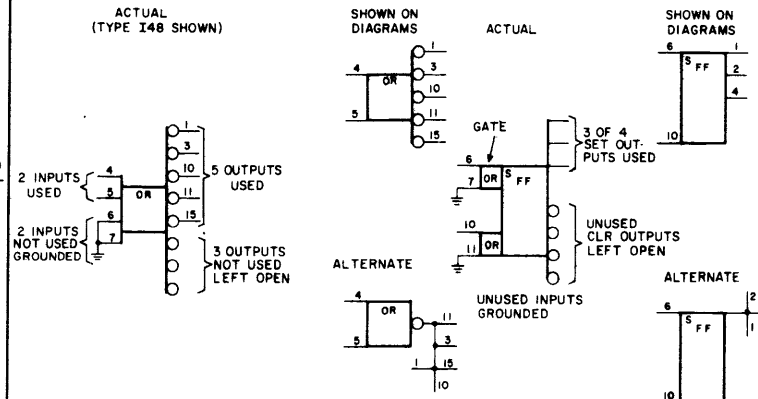 ACTUAL
(TYPE I48 SHOWN)
2 INPUTS
USED
4
5
2 INPUTS
NOT USED
GROUNDED
6
7
OR
1
3
10
11
15
5 OUTPUTS
USED
3 OUTPUTS
NOT USED
LEFT OPEN
SHOWN ON
DIAGRAMS
4
5
OR
1
3
10
11
15
ALTERNATE
4
5
OR
11
3
1 15
10
ACTUAL
GATE
6
7
OR
S
FF
10
11
OR
3 OF 4
SET OUT-
PUTS USED
UNUSED
CLR OUTPUTS
LEFT OPEN
UNUSED INPUTS
GROUNDED
SHOWN ON
DIAGRAMS
6
S
FF
10
1
2
4
ALTERNATE
6
S
FF
10
2
1